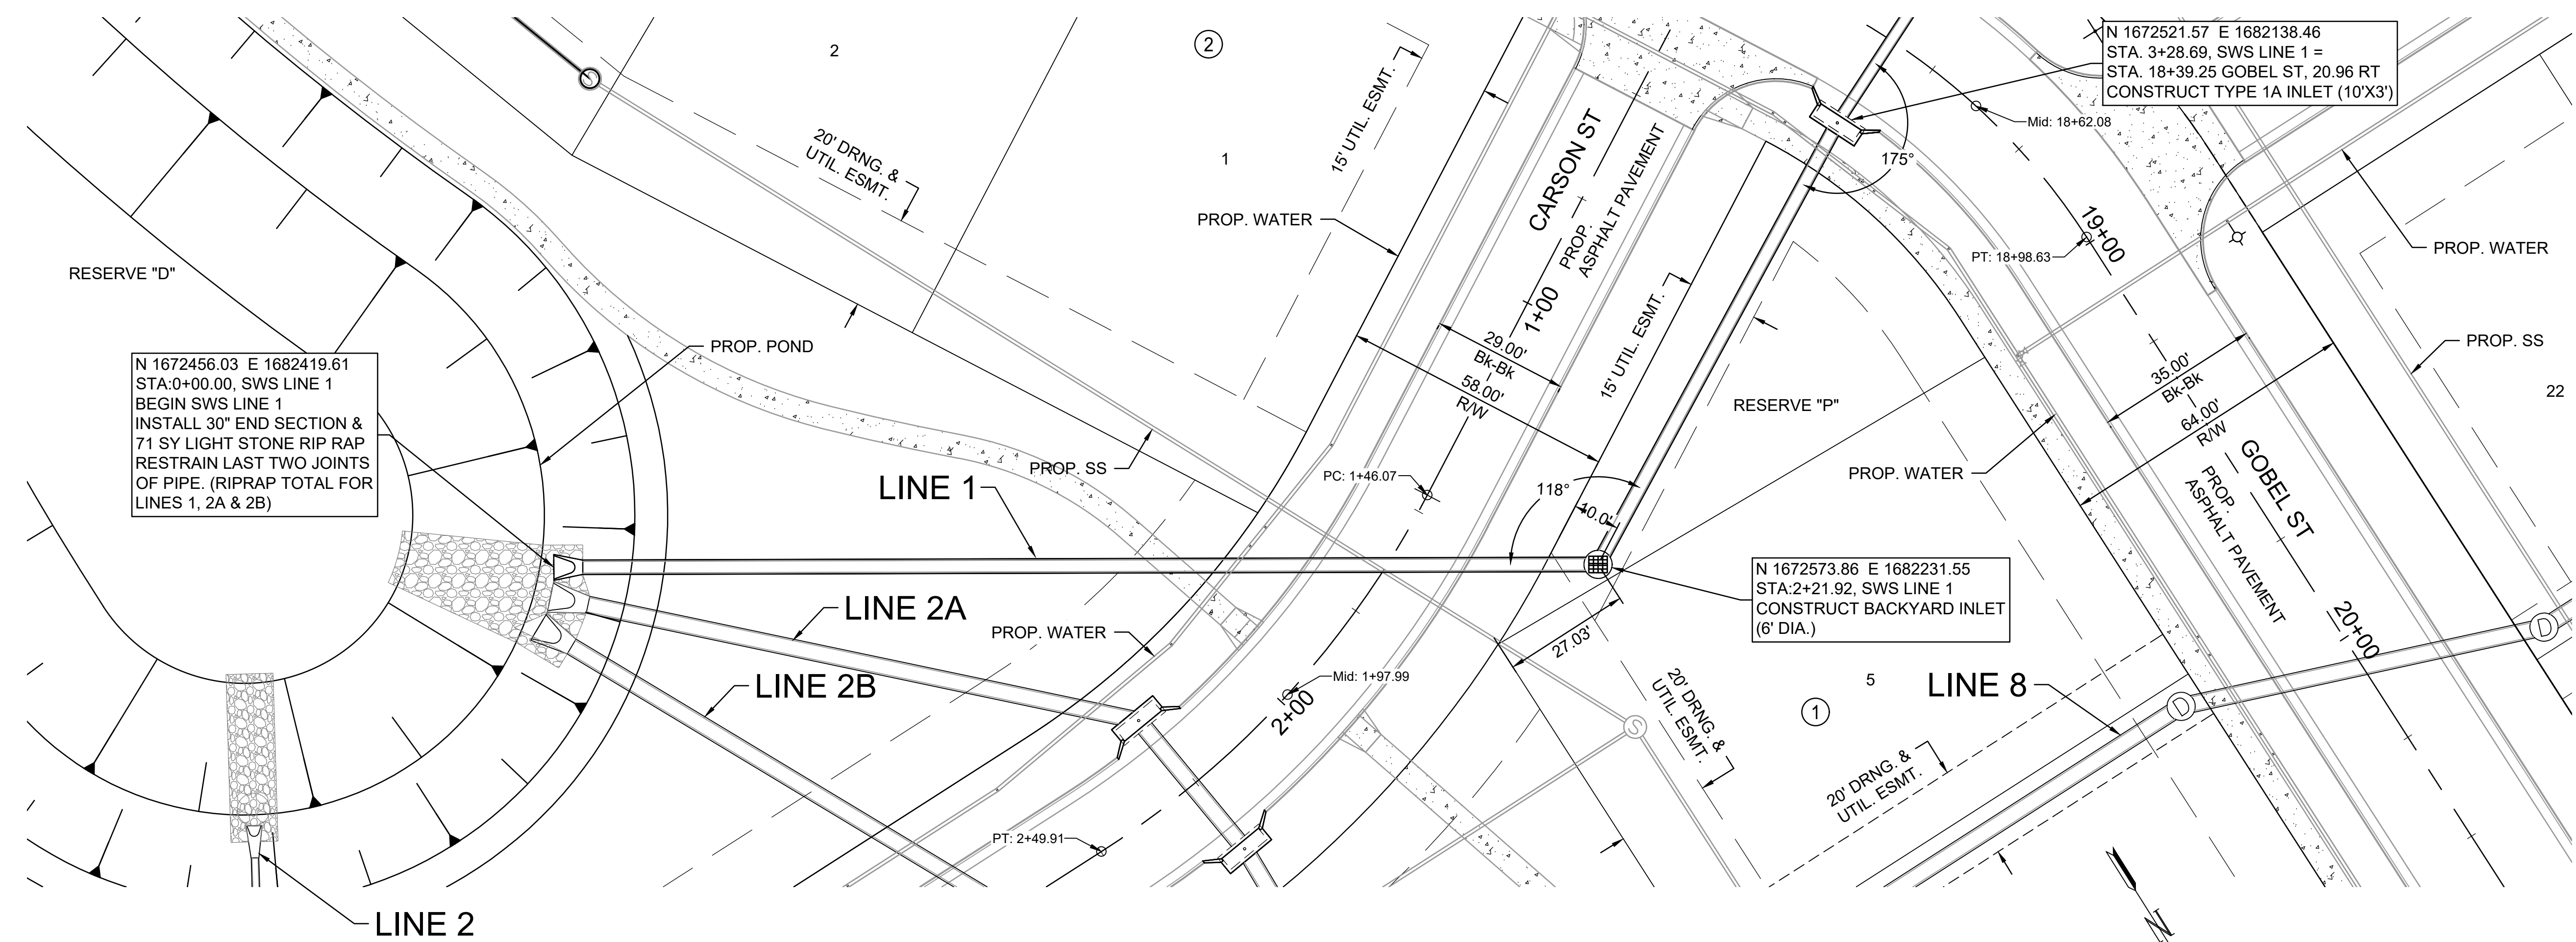 N 1672521.57 E 1682138.46
STA. 3+28.69, SWS LINE 1 =
STA. 18+39.25 GOBEL ST, 20.96 RT
CONSTRUCT TYPE 1A INLET (10'X3')
2
2
1
20' DRNG. &
UTIL. ESMT.
15' UTIL. ESMT.
PROP. WATER
CARSON ST
PROP.
ASPHALT PAVEMENT
1+00
Mid: 18+62.08
175°
19+00
PT: 18+98.63
PROP. WATER
PROP. SS
22
RESERVE "D"
N 1672456.03 E 1682419.61
STA:0+00.00, SWS LINE 1
BEGIN SWS LINE 1
INSTALL 30" END SECTION &
71 SY LIGHT STONE RIP RAP
RESTRAIN LAST TWO JOINTS
OF PIPE. (RIPRAP TOTAL FOR
LINES 1, 2A & 2B)
PROP. POND
29.00'
Bk-Bk
58.00'
R/W
15' UTIL. ESMT.
RESERVE "P"
35.00'
Bk-Bk
64.00'
R/W
GOBEL ST
PROP.
ASPHALT PAVEMENT
PROP. WATER
PROP. SS
LINE 1
PC: 1+46.07
118°
10.0'
N 1672573.86 E 1682231.55
STA:2+21.92, SWS LINE 1
CONSTRUCT BACKYARD INLET
(6' DIA.)
LINE 2A
PROP. WATER
27.03'
LINE 2B
Mid: 1+97.99
2+00
20' DRNG. &
UTIL. ESMT.
1
5
LINE 8
20+00
20' DRNG. &
UTIL. ESMT.
PT: 2+49.91
S
S
D
D
LINE 2
N